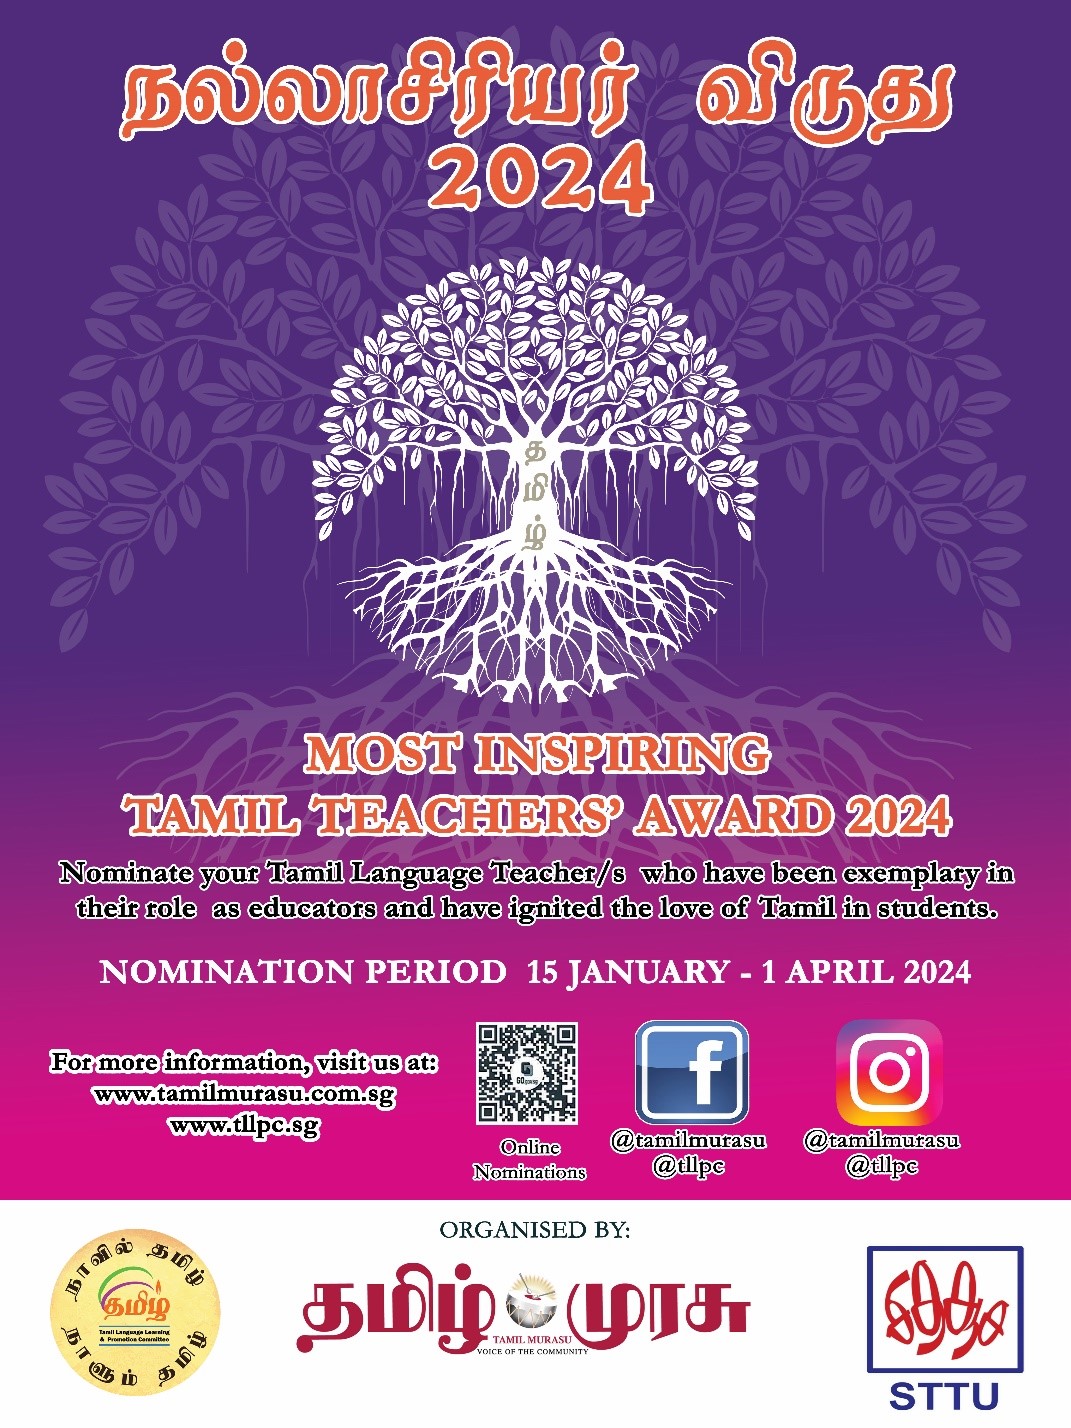 நல்லாசிரியர் விருது
2024
த
மி
ழ்
MOST INSPIRING
TAMIL TEACHERS' AWARD 2024
Nominate your Tamil Language Teacher/s who have been exemplary in
their role as educators and have ignited the love of Tamil in students.
NOMINATION PERIOD 15 JANUARY - 1 APRIL 2024
For more information, visit us at:
www.tamilmurasu.com.sg
www.tllpc.sg
GO.gov.sg
Online
Nominations
@tamilmurasu
@tllpc
@tamilmurasu
@tllpc
ORGANISED BY:
நாவில் தமிழ்
தமிழ்
Tamil Language Learning
& Promotion Committee
நாளும் தமிழ்
தமிழ் முரசு
TAMIL MURASU
VOICE OF THE COMMUNITY
STTU